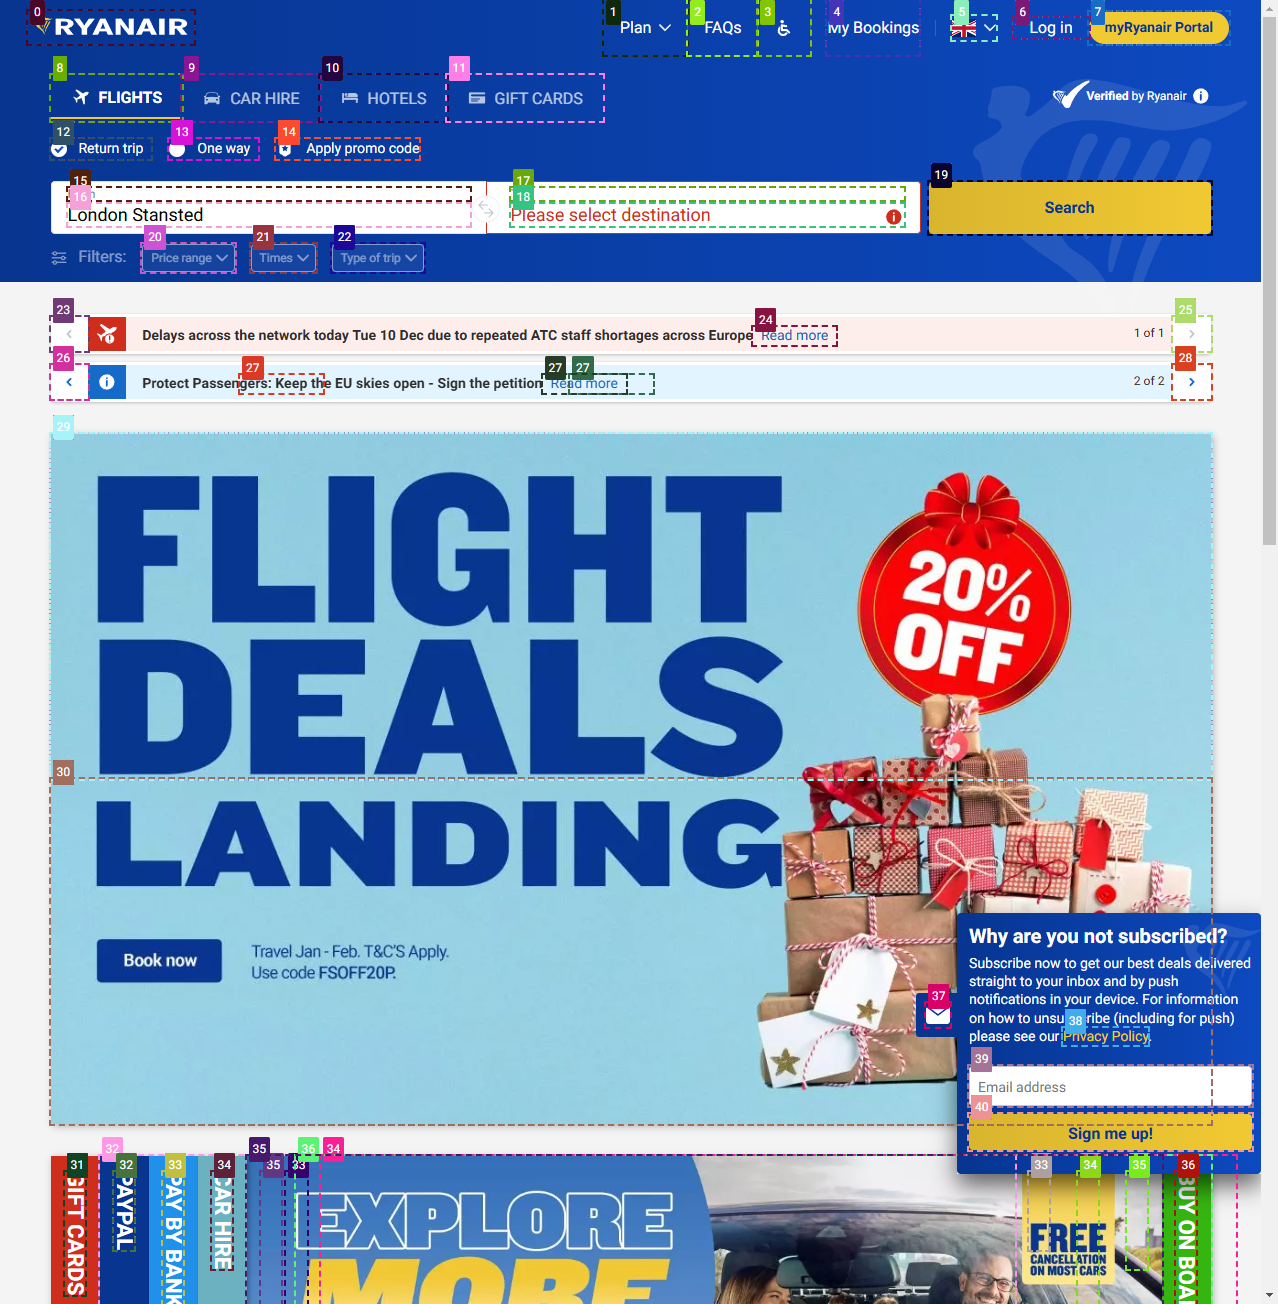 RYANAIR
Plan
FAQs
My Bookings
Log in
myRyanair Portal
FLIGHTS
CAR HIRE
HOTELS
GIFT CARDS
Verified by Ryanair
Return trip
One way
Apply promo code
London Stansted
Please select destination
Search
Filters:
Price range
Times
Type of trip
Delays across the network today Tue 10 Dec due to repeated ATC staff shortages across Europe
Read more
1 of 1
Protect Passengers: Keep the EU skies open - Sign the petition
Read more
2 of 2
FLIGHT
DEALS
LANDING
20%
OFF
Book now
Travel Jan - Feb. T&C'S Apply.
Use code FSOFF20P.
Why are you not subscribed?
Subscribe now to get our best deals delivered
straight to your inbox and by push
notifications in your device. For information
on how to unsubscribe (including for push)
please see our Privacy Policy.
Email address
Sign me up!
GIFT CARDS
PAYPAL
PAY BY BANK
CAR HIRE
EXPLORE
MORE
FREE
CANCELLATION
ON MOST CARS
BUY ON BOA
0
1
2
3
4
5
6
7
8
9
10
11
12
13
14
15
16
17
18
19
20
21
22
23
24
25
26
27
27
27
28
29
30
31
32
32
33
34
35
35
33
36
34
37
38
39
40
33
34
35
36